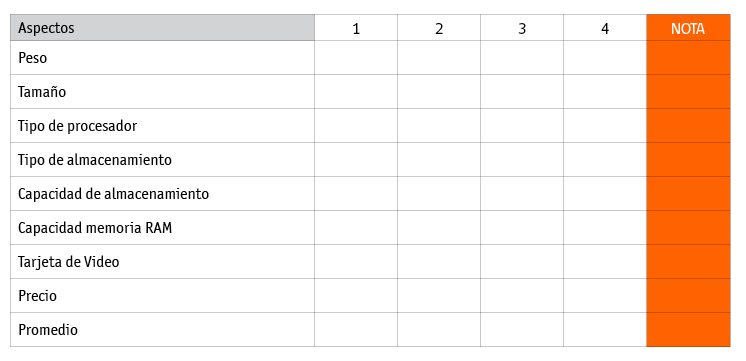 Aspectos 1 2 3 4 NOTA
Peso
Tamaño
Tipo de procesador
Tipo de almacenamiento
Capacidad de almacenamiento
Capacidad memoria RAM
Tarjeta de Video
Precio
Promedio